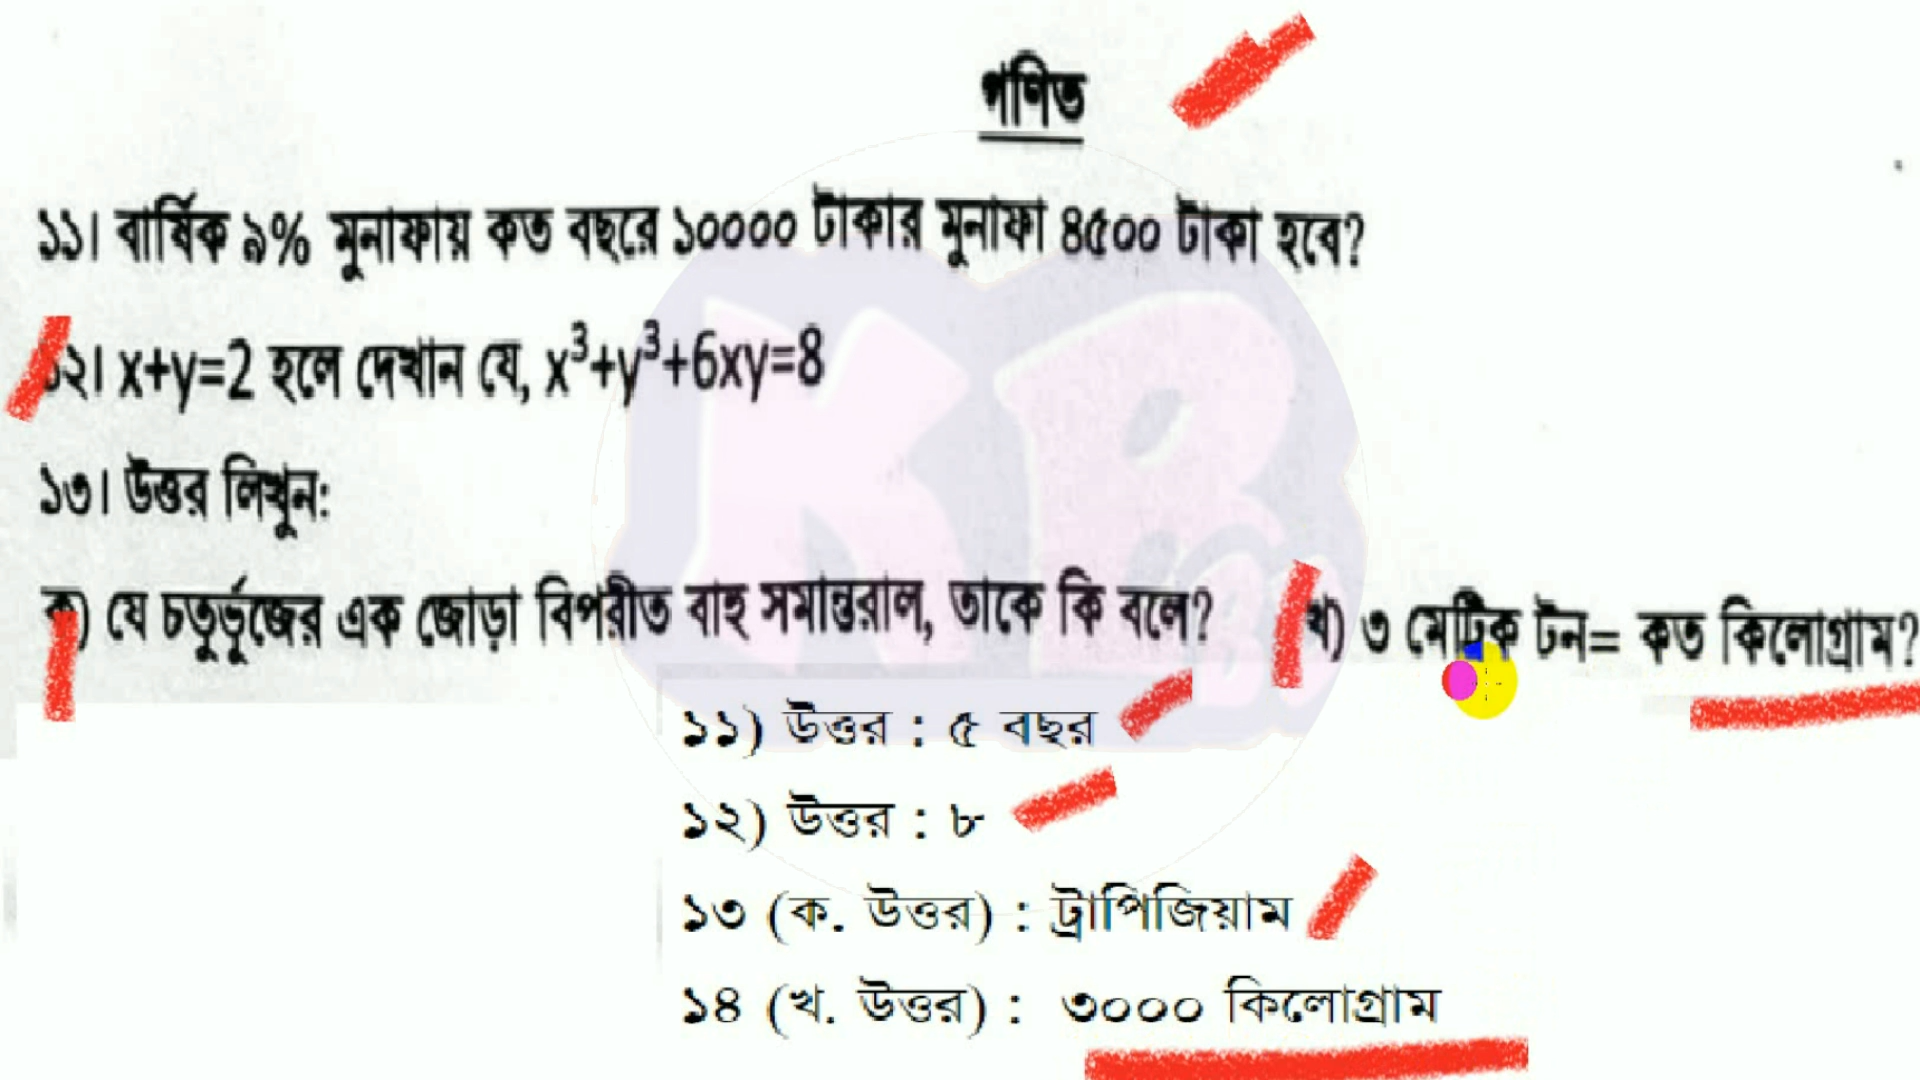 গণিত
১১। বার্ষিক ৯% মুনাফায় কত বছরে ১০০০০ টাকার মুনাফা ৪৫০০ টাকা হবে?
১২। x+y=2 হলে দেখান যে, x³+y³+6xy=8
১৩। উত্তর লিখুন:
ক) যে চতুর্ভুজের এক জোড়া বিপরীত বাহু সমান্তরাল, তাকে কি বলে? খ) ৩ মেট্রিক টন= কত কিলোগ্রাম?
১১) উত্তর : ৫ বছর
১২) উত্তর : ৮
১৩ (ক. উত্তর) : ট্রাপিজিয়াম
১৪ (খ. উত্তর) : ৩০০০ কিলোগ্রাম
KB